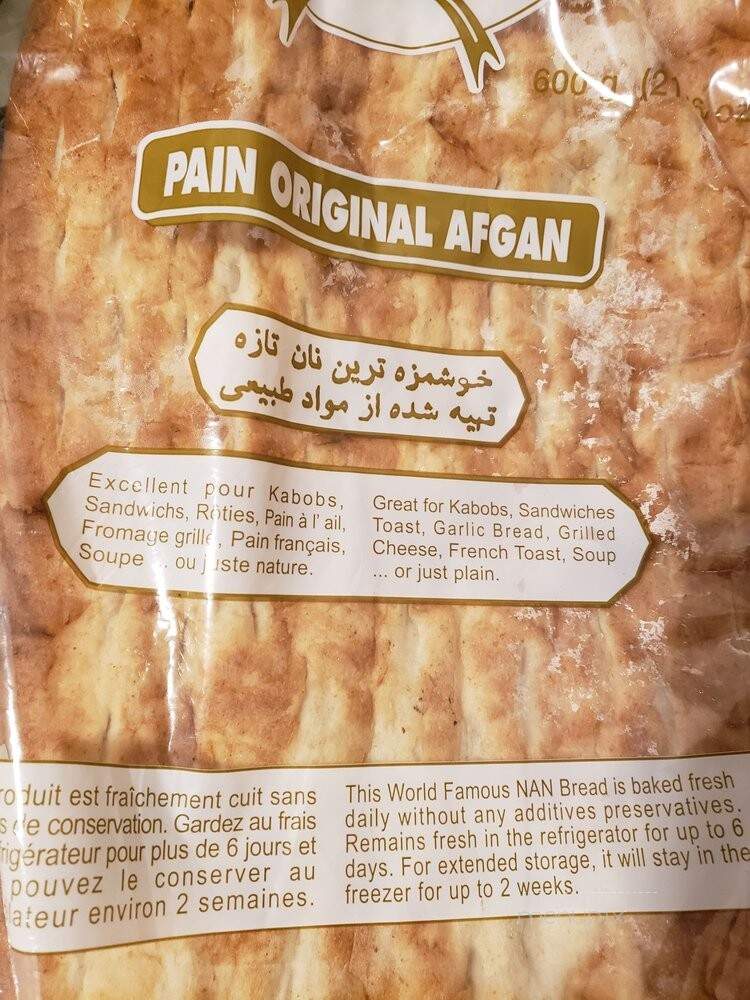 600 g (2)
PAIN ORIGINAL AFGAN
خوشمزه ترین نان تازه
تهیه شده از مواد طبیعی
Excellent pour Kabobs,
Sandwichs, Rôties, Pain à l' ail,
Fromage grillé, Pain français,
Soupe ... ou juste nature.
Great for Kabobs, Sandwiches
Toast, Garlic Bread, Grilled
Cheese, French Toast, Soup
... or just plain.
roduit est fraîchement cuit sans
s de conservation. Gardez au frais
frigérateur pour plus de 6 jours et
pouvez le conserver au
lateur environ 2 semaines.
This World Famous NAN Bread is baked fresh
daily without any additives preservatives.
Remains fresh in the refrigerator for up to 6
days. For extended storage, it will stay in the
freezer for up to 2 weeks.